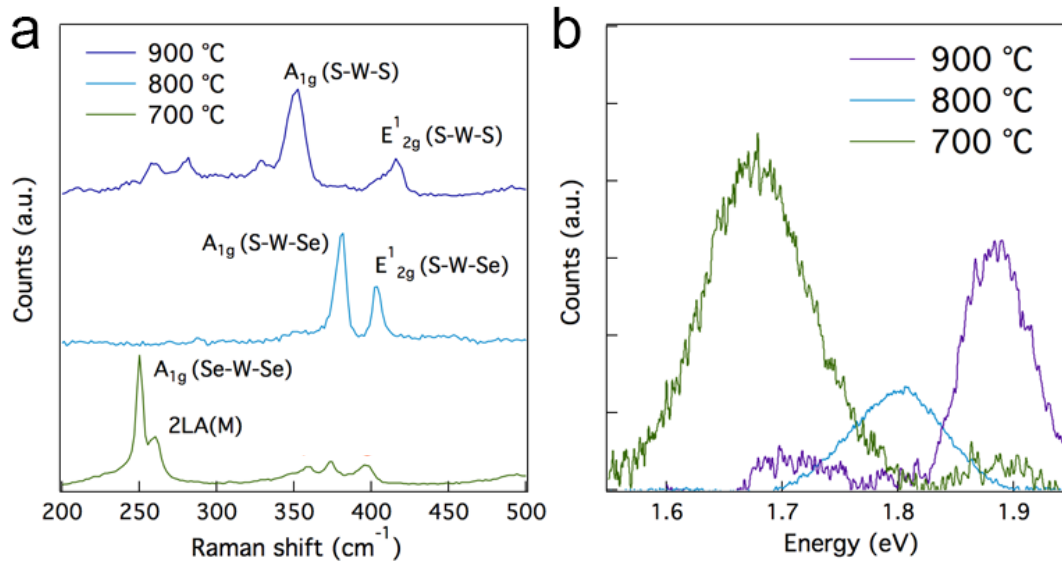 a
900 °C
800 °C
700 °C
A1g (S-W-S)
E¹2g (S-W-S)
A1g (S-W-Se)
E¹2g (S-W-Se)
A1g (Se-W-Se)
2LA(M)
Counts (a.u.)
200 250 300 350 400 450 500
Raman shift (cm⁻¹)
b
900 °C
800 °C
700 °C
Counts (a.u.)
1.6 1.7 1.8 1.9
Energy (eV)